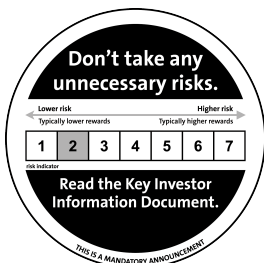 Don't take any
unnecessary risks.
Lower risk Higher risk
Typically lower rewards Typically higher rewards
1 2 3 4 5 6 7
risk indicator
Read the Key Investor
Information Document.
THIS IS A MANDATORY ANNOUNCEMENT